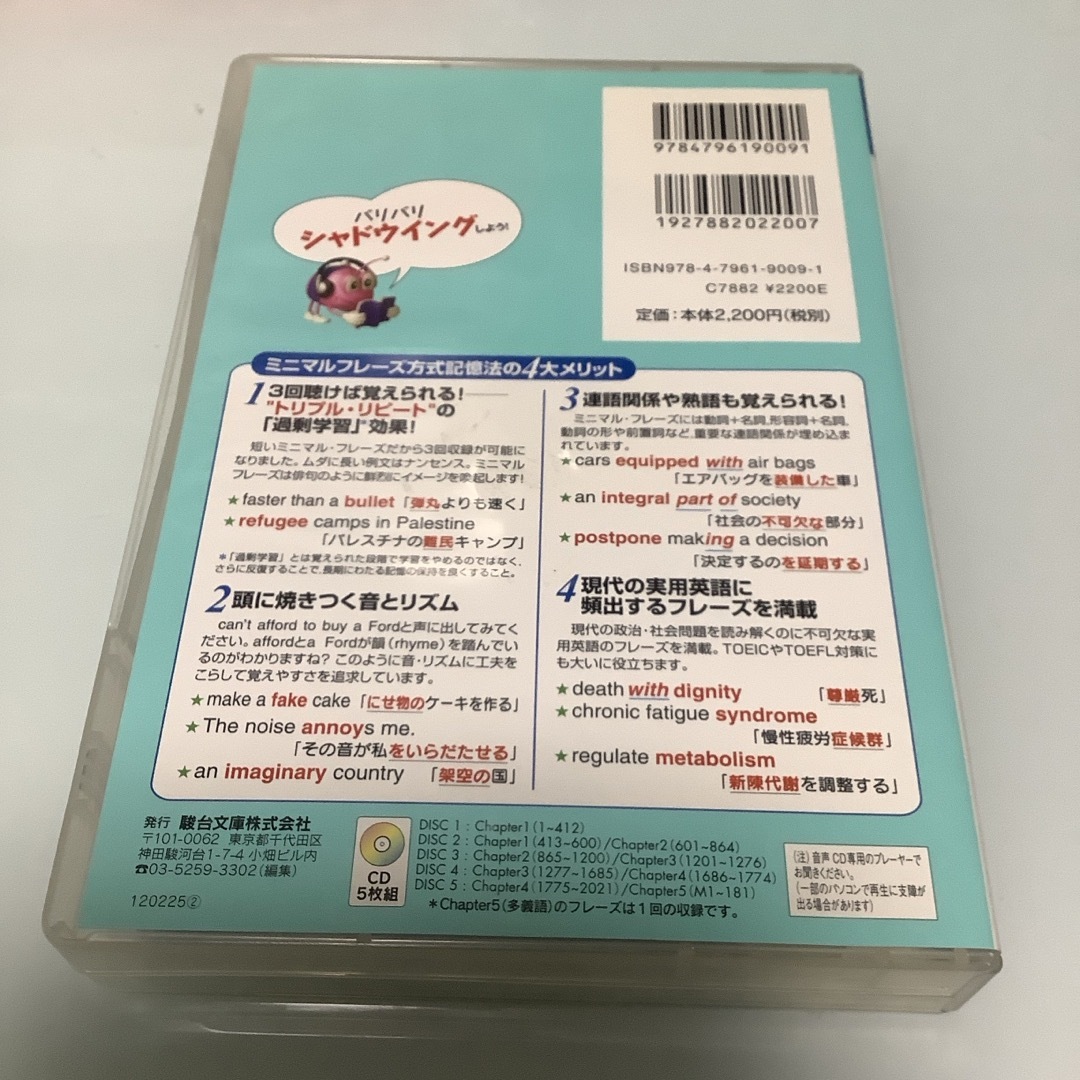 9784796190091
1927882022007
ISBN978-4-7961-9009-1
C7882 ¥2200E
定価：本体2,200円(税別)
バリバリ
シャドウイングしよう!
ミニマルフレーズ方式記憶法の4大メリット
1 3回聴けば覚えられる!──
"トリプル・リピート"の
「過剰学習」効果!
短いミニマル・フレーズだから3回収録が可能に
なりました。ムダに長い例文はナンセンス。ミニマル
フレーズは俳句のように鮮烈にイメージを喚起します!
★faster than a bullet「弾丸よりも速く」
★refugee camps in Palestine
「パレスチナの難民キャンプ」
＊「過剰学習」とは覚えられた段階で学習をやめるのではなく、
さらに反復することで、長期にわたる記憶の保持を良くすること。
2 頭に焼きつく音とリズム
can't afford to buy a Fordと声に出してみてく
ださい。affordとa Fordが韻(rhyme)を踏んでい
るのがわかりますね? このように音・リズムに工夫を
こらして覚えやすさを追求しています。
★make a fake cake「にせ物のケーキを作る」
★The noise annoys me.
「その音が私をいらだたせる」
★an imaginary country 「架空の国」
3 連語関係や熟語も覚えられる!
ミニマル・フレーズには動詞＋名詞、形容詞＋名詞、
動詞の形や前置詞など、重要な連語関係が埋め込ま
れています。
★cars equipped with air bags
「エアバッグを装備した車」
★an integral part of society
「社会の不可欠な部分」
★postpone making a decision
「決定するのを延期する」
4 現代の実用英語に
頻出するフレーズを満載
現代の政治・社会問題を読み解くのに不可欠な実
用英語のフレーズを満載。TOEICやTOEFL対策に
も大いに役立ちます。
★death with dignity 「尊厳死」
★chronic fatigue syndrome
「慢性疲労症候群」
★regulate metabolism
「新陳代謝を調整する」
発行 駿台文庫株式会社
〒101-0062 東京都千代田区
神田駿河台1-7-4 小畑ビル内
☎03-5259-3302(編集)
120225②
CD
5枚組
DISC 1：Chapter1(1~412)
DISC 2：Chapter1(413~600)/Chapter2(601~864)
DISC 3：Chapter2(865~1200)/Chapter3(1201~1276)
DISC 4：Chapter3(1277~1685)/Chapter4(1686~1774)
DISC 5：Chapter4(1775~2021)/Chapter5(M1~181)
＊Chapter5(多義語)のフレーズは1回の収録です。
(注)音声CD専用のプレーヤーで
お聞きください。
(一部のパソコンで再生に支障が
出る場合があります)